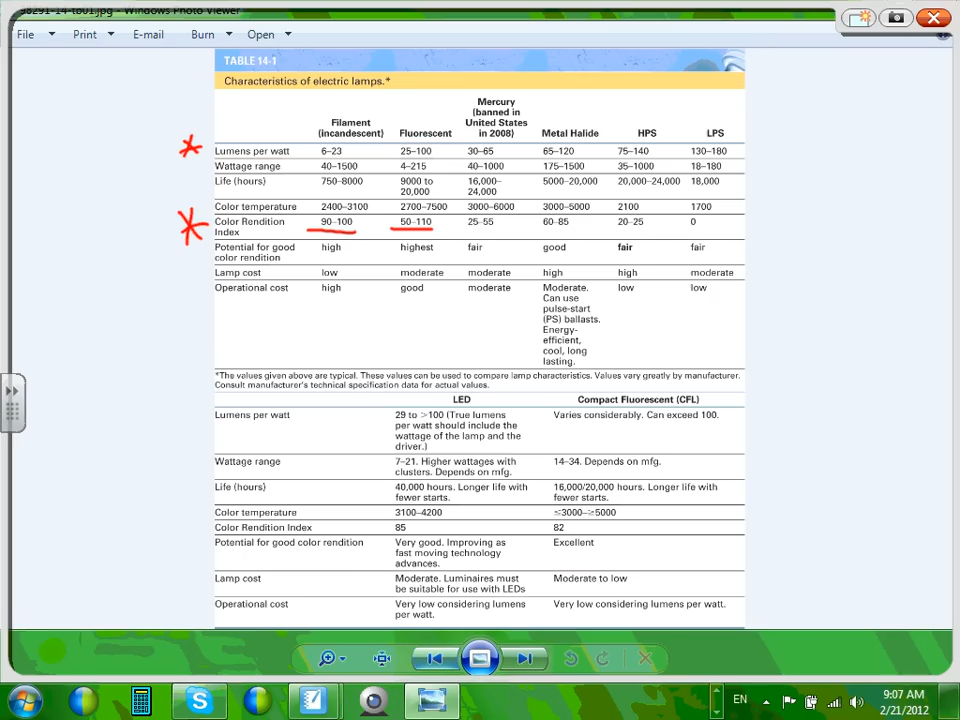 98291-14-tb01.jpg - Windows Photo Viewer
File Print E-mail Burn Open
TABLE 14-1
Characteristics of electric lamps.*
Filament (incandescent) Fluorescent Mercury (banned in United States in 2008) Metal Halide HPS LPS
Lumens per watt 6–23 25–100 30–65 65–120 75–140 130–180
Wattage range 40–1500 4–215 40–1000 175–1500 35–1000 18–180
Life (hours) 750–8000 9000 to 20,000 16,000–24,000 5000–20,000 20,000–24,000 18,000
Color temperature 2400–3100 2700–7500 3000–6000 3000–5000 2100 1700
Color Rendition Index 90–100 50–110 25–55 60–85 20–25 0
Potential for good color rendition high highest fair good fair fair
Lamp cost low moderate moderate high high moderate
Operational cost high good moderate Moderate. Can use pulse-start (PS) ballasts. Energy-efficient, cool, long lasting. low low
*The values given above are typical. These values can be used to compare lamp characteristics. Values vary greatly by manufacturer.
Consult manufacturer's technical specification data for actual values.
LED Compact Fluorescent (CFL)
Lumens per watt 29 to >100 (True lumens per watt should include the wattage of the lamp and the driver.) Varies considerably. Can exceed 100.
Wattage range 7–21. Higher wattages with clusters. Depends on mfg. 14–34. Depends on mfg.
Life (hours) 40,000 hours. Longer life with fewer starts. 16,000/20,000 hours. Longer life with fewer starts.
Color temperature 3100–4200 ≤3000–≥5000
Color Rendition Index 85 82
Potential for good color rendition Very good. Improving as fast moving technology advances. Excellent
Lamp cost Moderate. Luminaires must be suitable for use with LEDs Moderate to low
Operational cost Very low considering lumens per watt. Very low considering lumens per watt.
EN
9:07 AM
2/21/2012